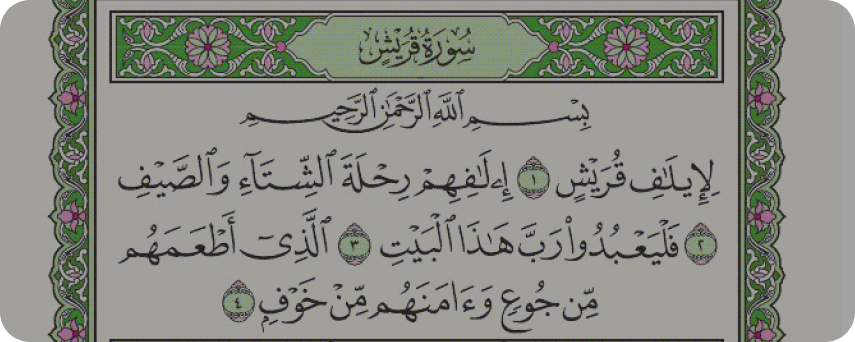 سُورَةُ قُرَيْشٍ
بِسْمِ ٱللَّهِ ٱلرَّحْمَٰنِ ٱلرَّحِيمِ
لِإِيلَٰفِ قُرَيْشٍ ١ إِۦلَٰفِهِمْ رِحْلَةَ ٱلشِّتَآءِ وَٱلصَّيْفِ
٢ فَلْيَعْبُدُوا۟ رَبَّ هَٰذَا ٱلْبَيْتِ ٣ ٱلَّذِىٓ أَطْعَمَهُم
مِّن جُوعٍ وَءَامَنَهُم مِّنْ خَوْفٍۭ ٤